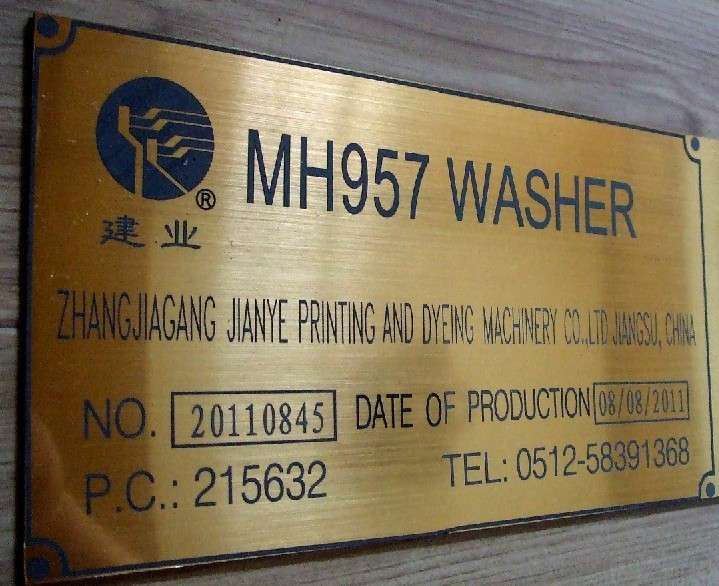 MH957 WASHER
®
建业
ZHANGJIAGANG JIANYE PRINTING AND DYEING MACHINERY CO.,LTD JIANGSU, CHINA
NO. 20110845 DATE OF PRODUCTION 08/08/2011
P.C.: 215632 TEL: 0512-58391368